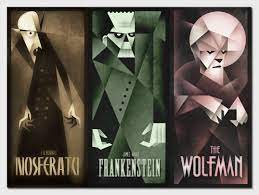 NOSFERATU
FRANKENSTEIN
THE
WOLFMAN